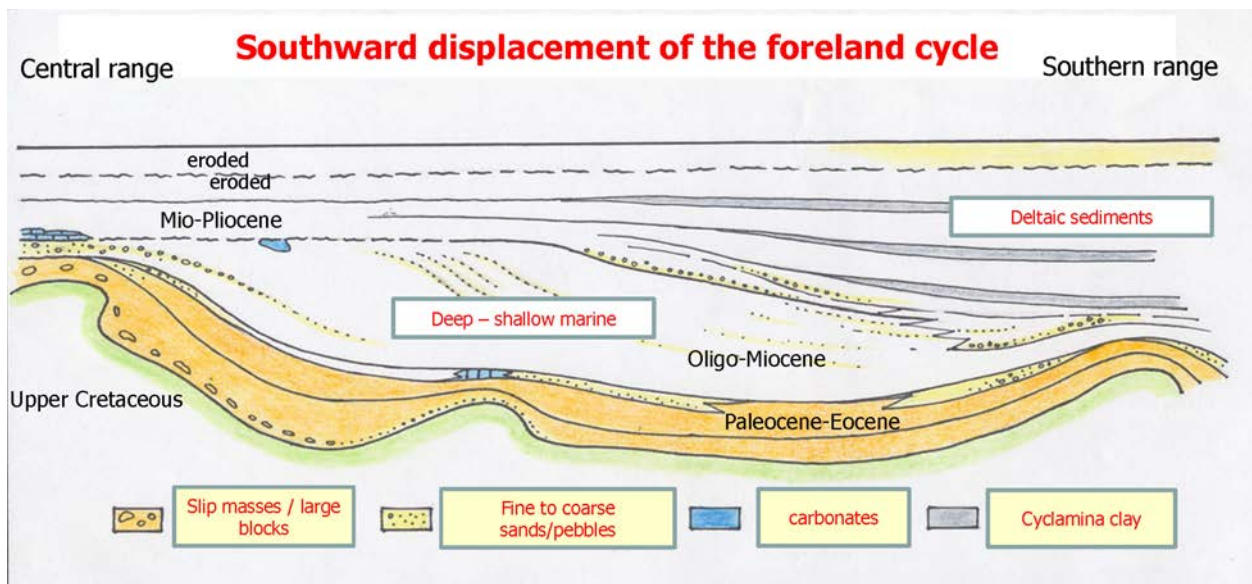 Southward displacement of the foreland cycle
Central range
Southern range
eroded
eroded
Mio-Pliocene
Deltaic sediments
Deep – shallow marine
Oligo-Miocene
Upper Cretaceous
Paleocene-Eocene
Slip masses / large
blocks
Fine to coarse
sands/pebbles
carbonates
Cyclamina clay